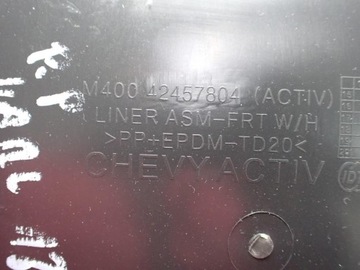 M400 42457804 (ACTIV)
LINER ASM-FRT W/H
>PP+EPDM-TD20<
CHEVY ACTIV